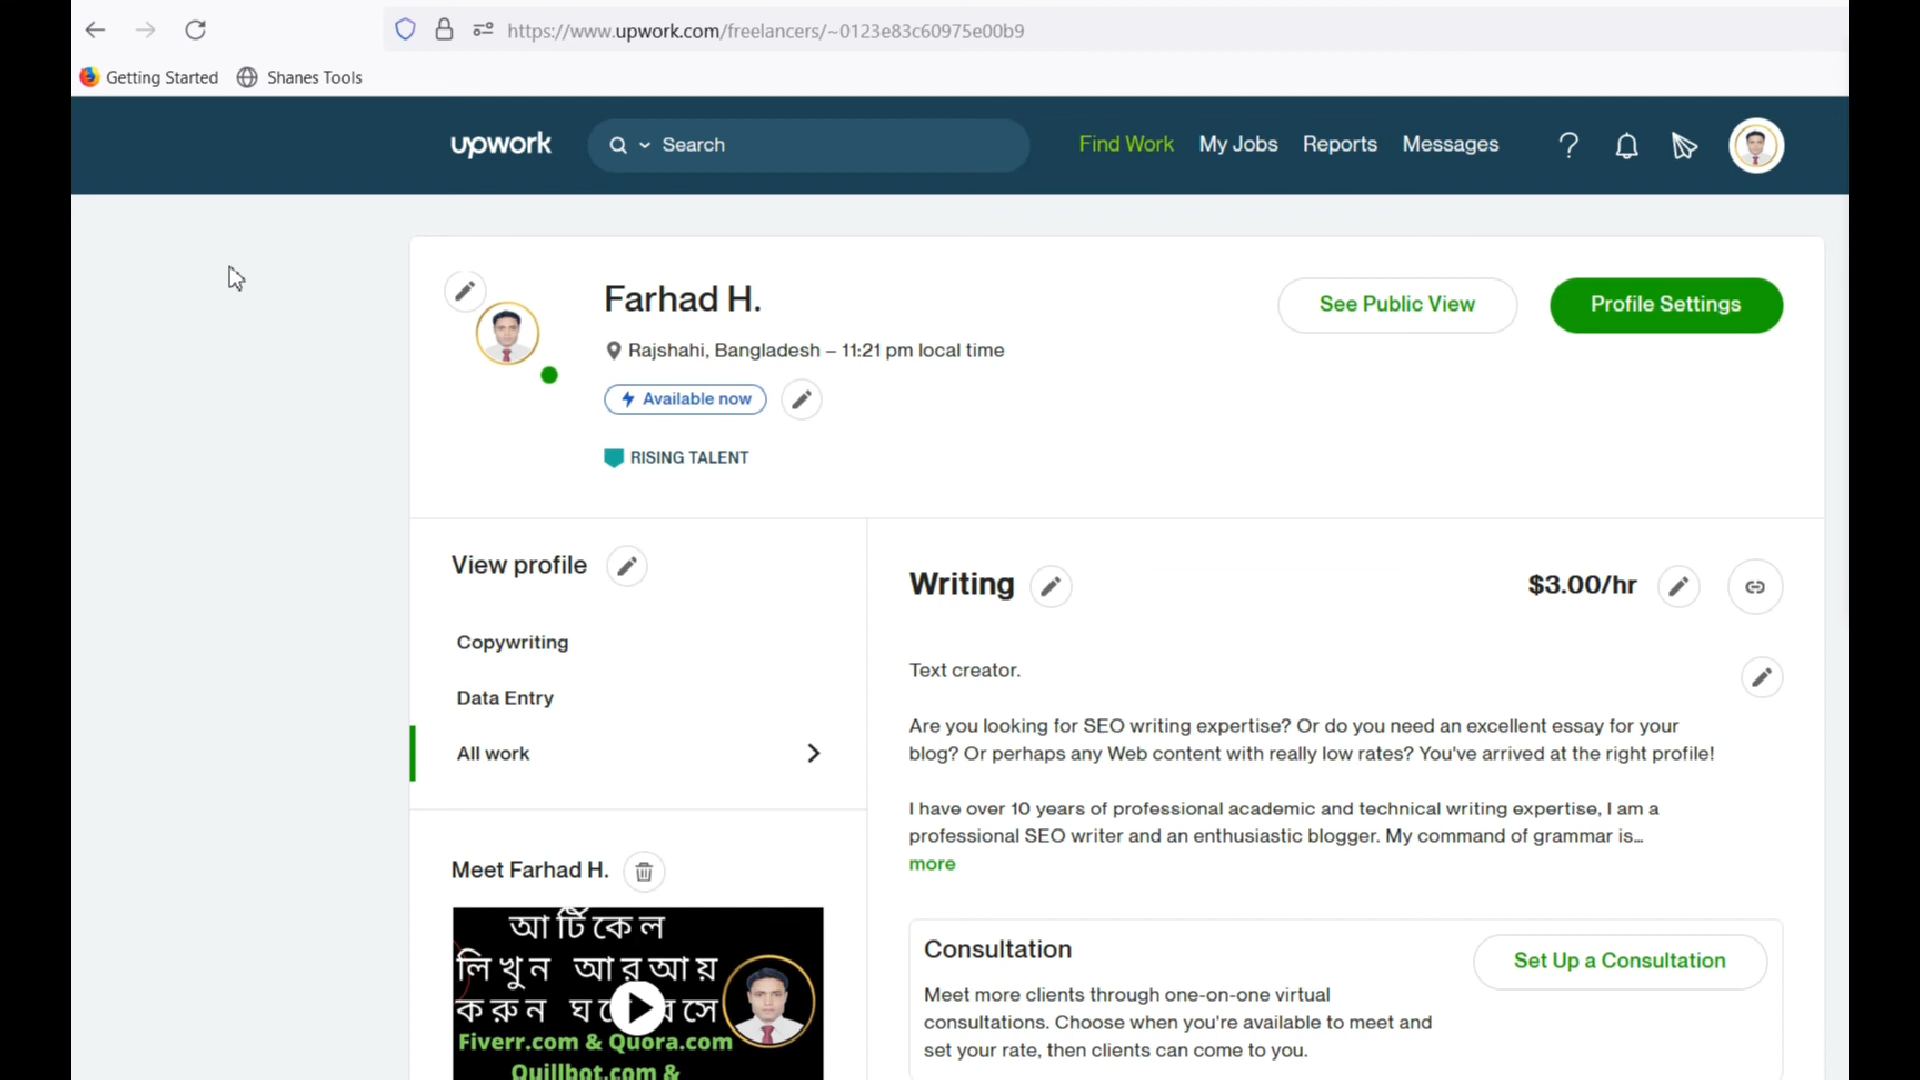 https://www.upwork.com/freelancers/~0123e83c60975e00b9
Getting Started Shanes Tools
upwork Search Find Work My Jobs Reports Messages
Farhad H.
See Public View Profile Settings
Rajshahi, Bangladesh – 11:21 pm local time
Available now
RISING TALENT
View profile
Copywriting
Data Entry
All work
Meet Farhad H.
আর্টিকেল
লিখুন আর আয়
করুন
Fiverr.com & Quora.com
Quillbot.com &
Writing $3.00/hr
Text creator.
Are you looking for SEO writing expertise? Or do you need an excellent essay for your
blog? Or perhaps any Web content with really low rates? You've arrived at the right profile!
I have over 10 years of professional academic and technical writing expertise, I am a
professional SEO writer and an enthusiastic blogger. My command of grammar is...
more
Consultation
Set Up a Consultation
Meet more clients through one-on-one virtual
consultations. Choose when you're available to meet and
set your rate, then clients can come to you.